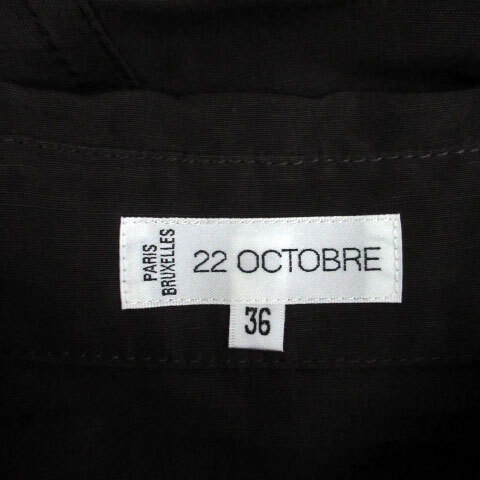 PARIS
BRUXELLES
22 OCTOBRE
36